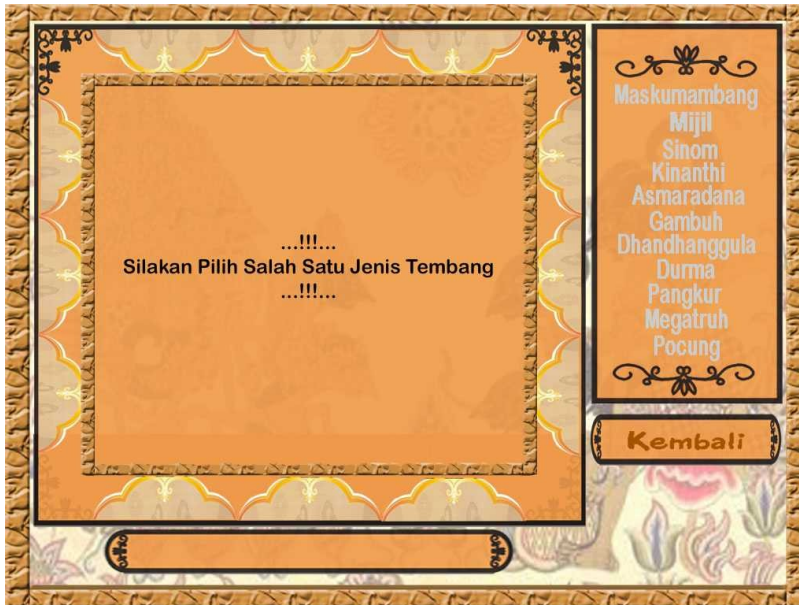 ...!!!...
Silakan Pilih Salah Satu Jenis Tembang
...!!!...
Maskumambang
Mijil
Sinom
Kinanthi
Asmaradana
Gambuh
Dhandhanggula
Durma
Pangkur
Megatruh
Pocung
Kembali